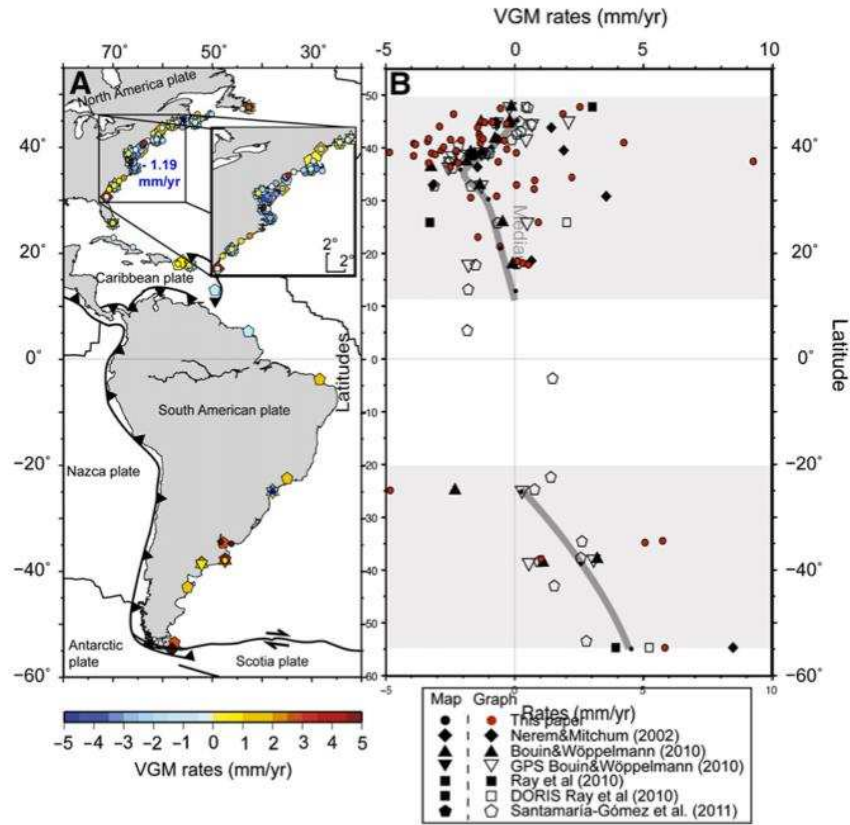 VGM rates (mm/yr)
70° 50° 30° -5 0 5 10
A B
North America plate
40° 50
40
- 1.19
mm/yr
30
20° 20
Median
2°
2°
Caribbean plate
10
Latitudes
Latitude
0° 0 0°
South American plate
-10
−20° -20 −20°
Nazca plate
-30
−40° -40 −40°
-50
Antarctic
plate
Scotia plate
−60° 60 −60°
-5 0 5 10
Rates (mm/yr)
−5 −4 −3 −2 −1 0 1 2 3 4 5
VGM rates (mm/yr)
Map Graph
This paper
Nerem&Mitchum (2002)
Bouin&Wöppelmann (2010)
GPS Bouin&Wöppelmann (2010)
Ray et al (2010)
DORIS Ray et al (2010)
Santamaría-Gómez et al. (2011)